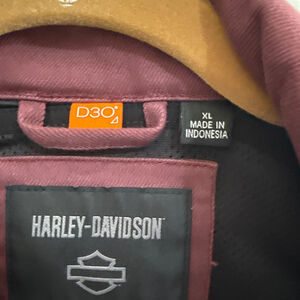 D3O
XL
MADE IN
INDONESIA
HARLEY-DAVIDSON